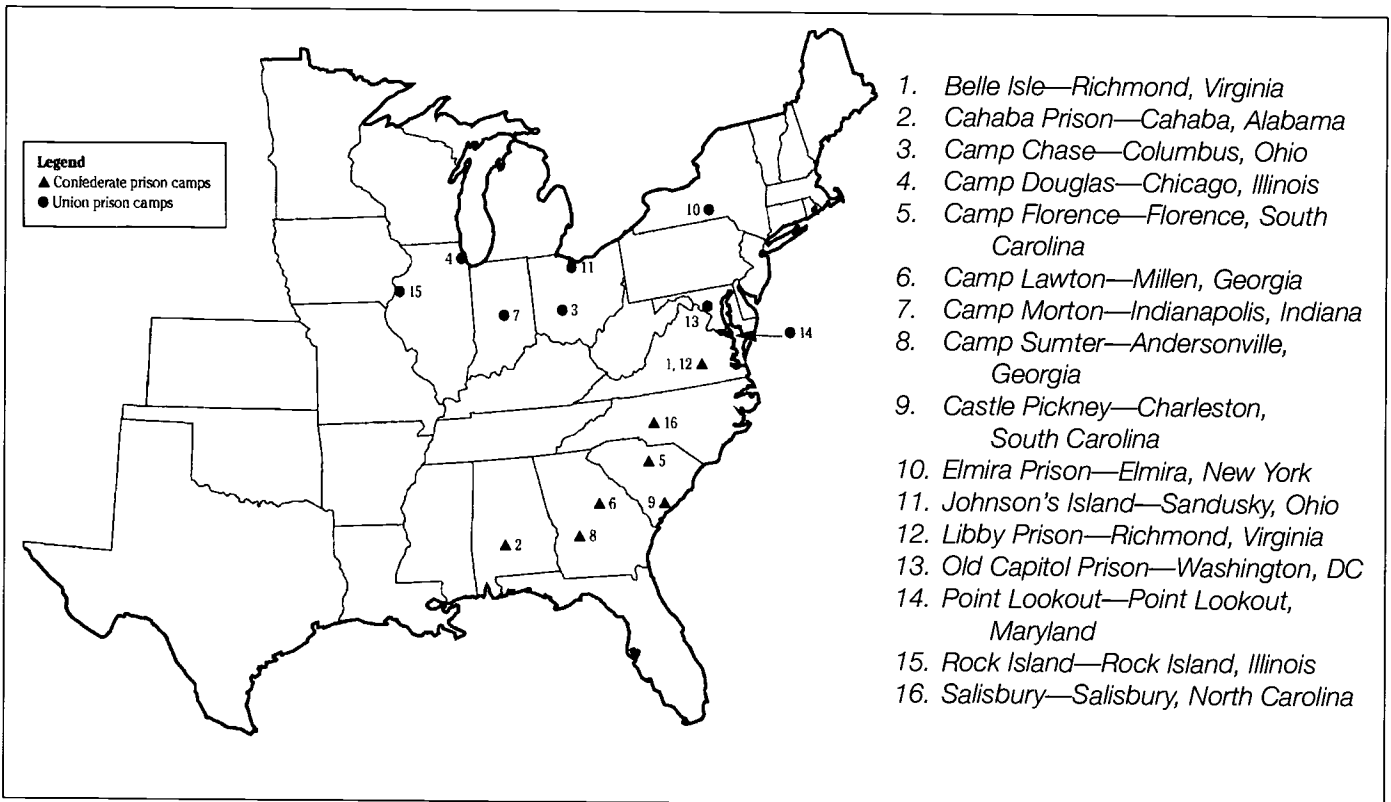 Legend
▲ Confederate prison camps
● Union prison camps
10
4
11
15
7
3
13
14
1, 12
16
5
6
9
8
2
1. Belle Isle—Richmond, Virginia
2. Cahaba Prison—Cahaba, Alabama
3. Camp Chase—Columbus, Ohio
4. Camp Douglas—Chicago, Illinois
5. Camp Florence—Florence, South
Carolina
6. Camp Lawton—Millen, Georgia
7. Camp Morton—Indianapolis, Indiana
8. Camp Sumter—Andersonville,
Georgia
9. Castle Pickney—Charleston,
South Carolina
10. Elmira Prison—Elmira, New York
11. Johnson's Island—Sandusky, Ohio
12. Libby Prison—Richmond, Virginia
13. Old Capitol Prison—Washington, DC
14. Point Lookout—Point Lookout,
Maryland
15. Rock Island—Rock Island, Illinois
16. Salisbury—Salisbury, North Carolina